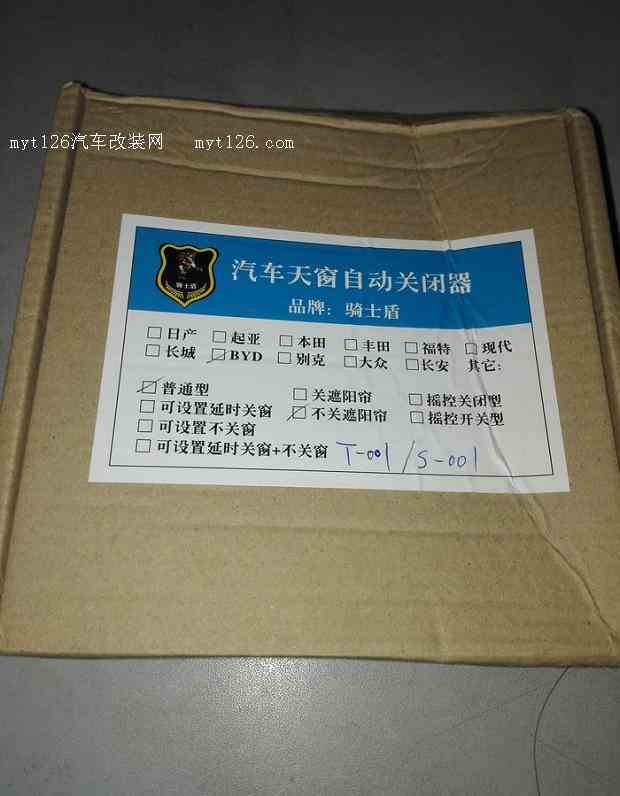 myt126汽车改装网 myt126.com
骑士盾
汽车天窗自动关闭器
品牌：骑士盾
日产 起亚 本田 丰田 福特 现代
长城 BYD 别克 大众 长安 其它：
普通型 关遮阳帘 摇控关闭型
可设置延时关窗 不关遮阳帘 摇控开关型
可设置不关窗
可设置延时关窗+不关窗 T-001/S-001